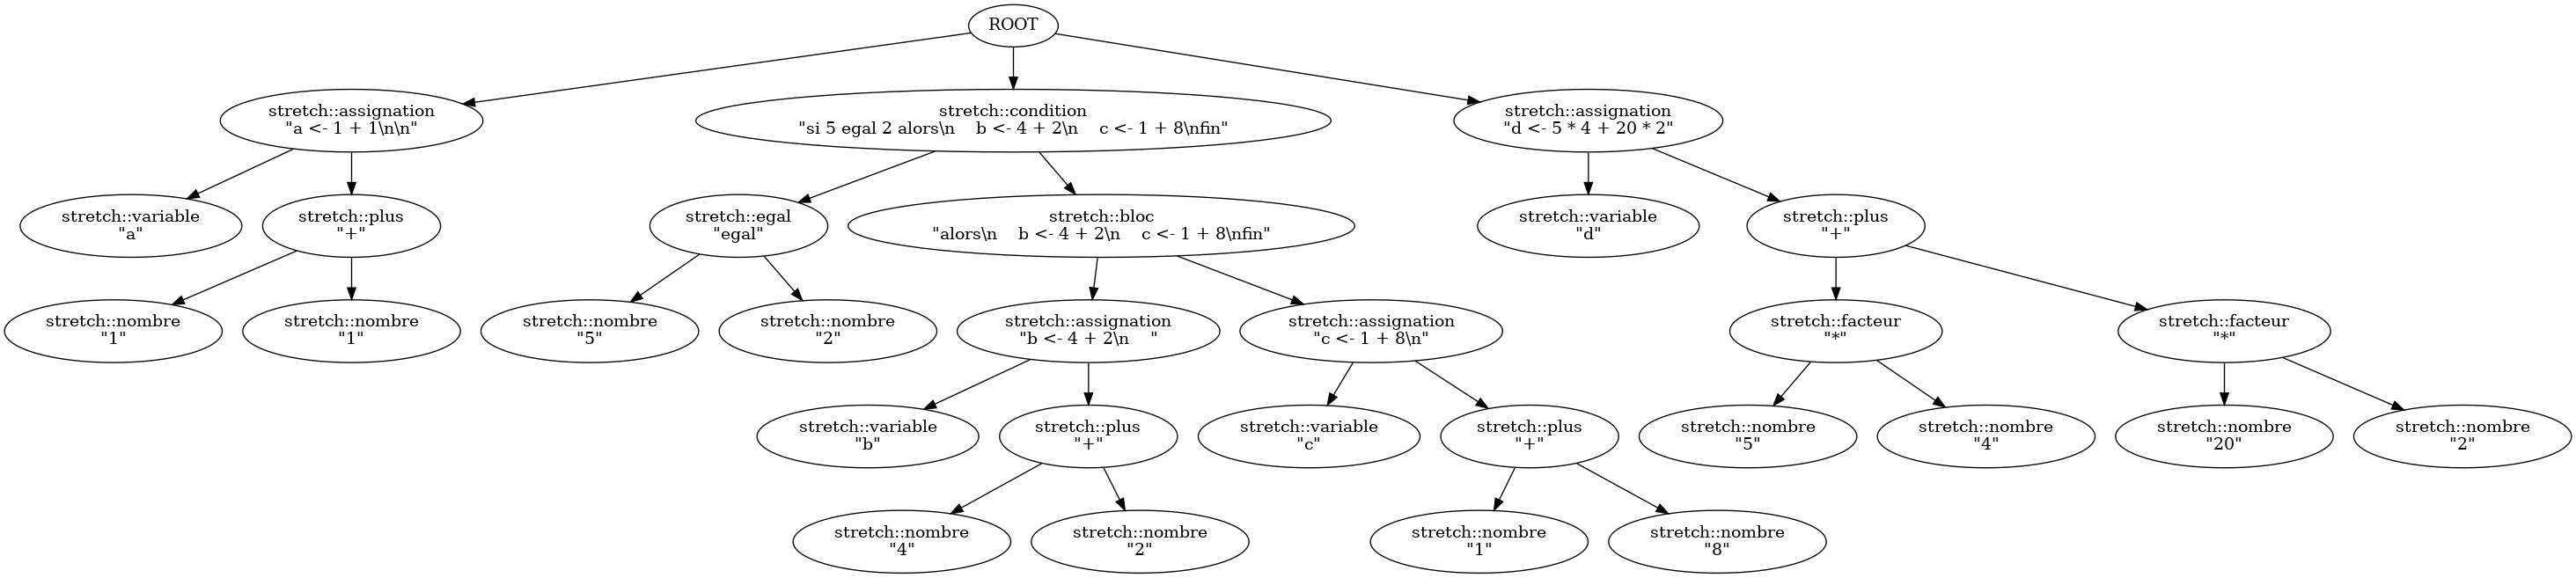 ROOT
stretch::assignation
"a <- 1 + 1\n\n"
stretch::condition
"si 5 egal 2 alors\n    b <- 4 + 2\n    c <- 1 + 8\nfin"
stretch::assignation
"d <- 5 * 4 + 20 * 2"
stretch::variable
"a"
stretch::plus
"+"
stretch::egal
"egal"
stretch::bloc
"alors\n    b <- 4 + 2\n    c <- 1 + 8\nfin"
stretch::variable
"d"
stretch::plus
"+"
stretch::nombre
"1"
stretch::nombre
"1"
stretch::nombre
"5"
stretch::nombre
"2"
stretch::assignation
"b <- 4 + 2\n    "
stretch::assignation
"c <- 1 + 8\n"
stretch::facteur
"*"
stretch::facteur
"*"
stretch::variable
"b"
stretch::plus
"+"
stretch::variable
"c"
stretch::plus
"+"
stretch::nombre
"5"
stretch::nombre
"4"
stretch::nombre
"20"
stretch::nombre
"2"
stretch::nombre
"4"
stretch::nombre
"2"
stretch::nombre
"1"
stretch::nombre
"8"